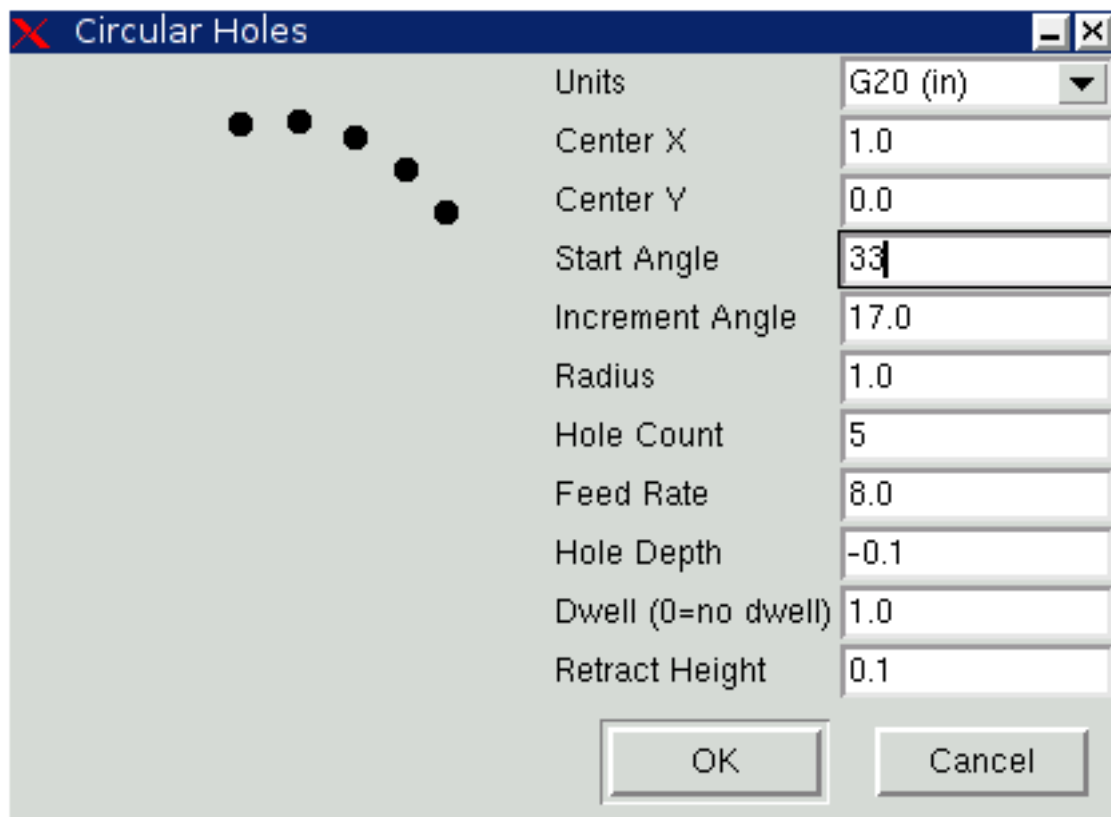 Circular Holes
Units G20 (in)
Center X 1.0
Center Y 0.0
Start Angle 33
Increment Angle 17.0
Radius 1.0
Hole Count 5
Feed Rate 8.0
Hole Depth -0.1
Dwell (0=no dwell) 1.0
Retract Height 0.1
OK Cancel